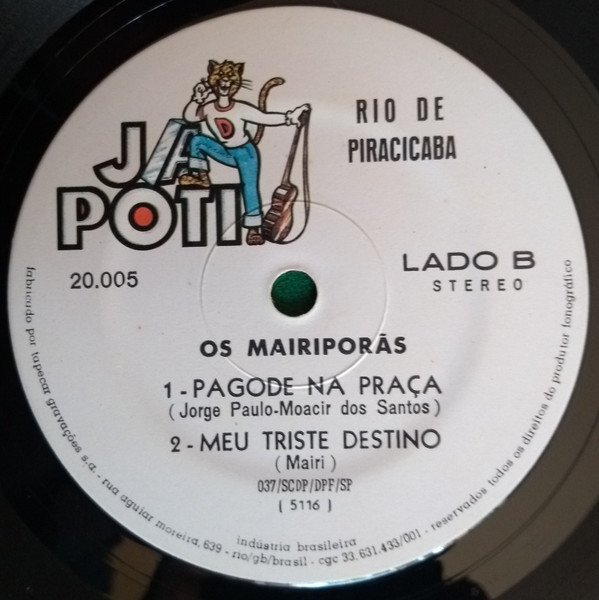 JA
POTI
D
RIO DE
PIRACICABA
20.005
LADO B
STEREO
OS MAIRIPORÃS
1 - PAGODE NA PRAÇA
( Jorge Paulo-Moacir dos Santos )
2 - MEU TRISTE DESTINO
( Mairi )
037/SCDP/DPF/SP
( 5116 )
indústria brasileira
fabricado por tapecar gravações s.a. - rua aguiar moreira, 639 - rio/gb/brasil - cgc 33.631.433/001 - reservados todos os direitos do produtor fonográfico